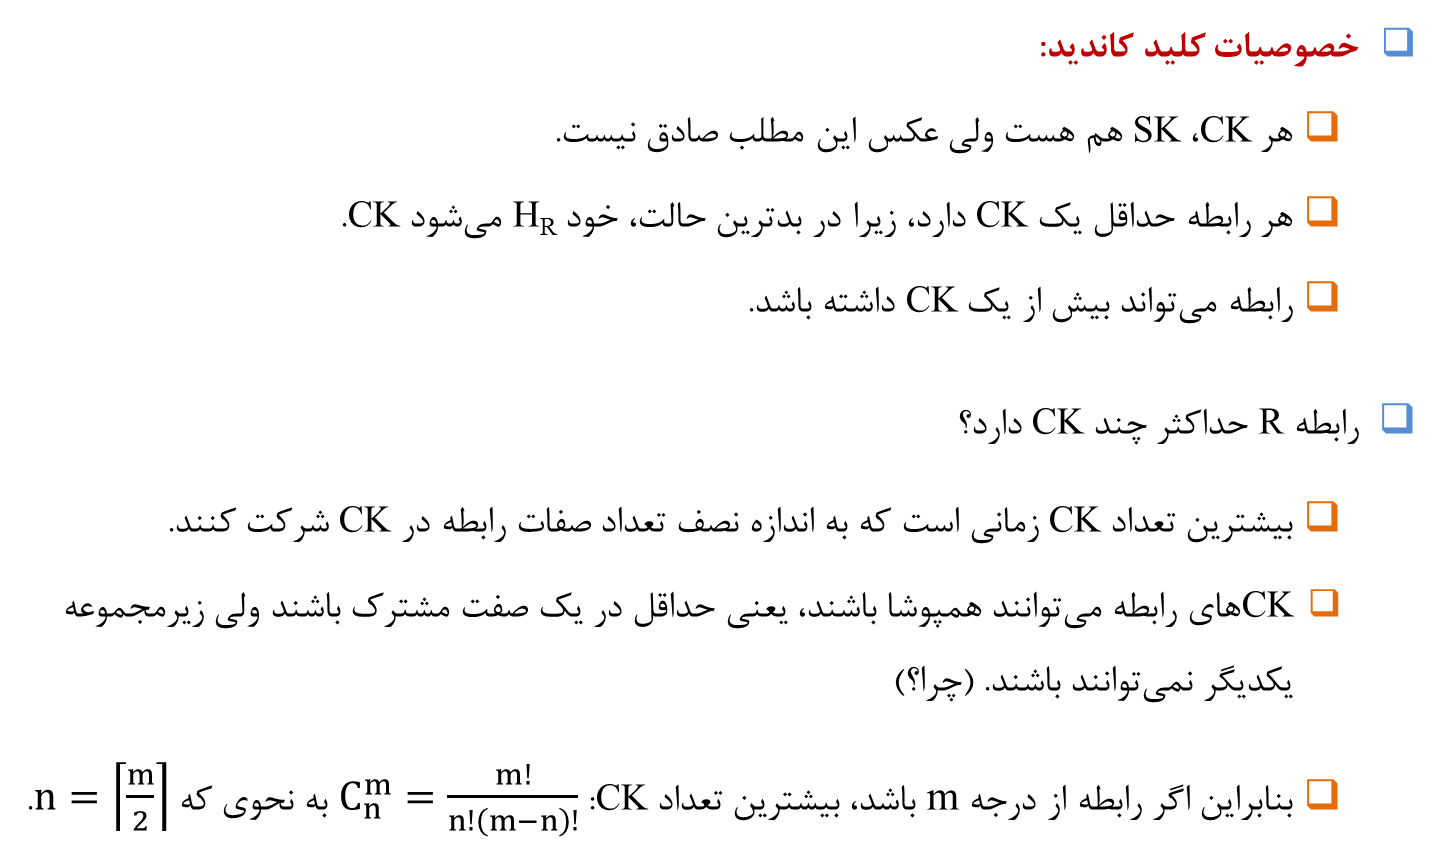 خصوصیات کلید کاندید:
هر CK، SK هم هست ولی عکس این مطلب صادق نیست.
هر رابطه حداقل یک CK دارد، زیرا در بدترین حالت، خود H_R می‌شود CK.
رابطه می‌تواند بیش از یک CK داشته باشد.
رابطه R حداکثر چند CK دارد؟
بیشترین تعداد CK زمانی است که به اندازه نصف تعداد صفات رابطه در CK شرکت کنند.
CKهای رابطه می‌توانند همپوشا باشند، یعنی حداقل در یک صفت مشترک باشند ولی زیرمجموعه
یکدیگر نمی‌توانند باشند. (چرا؟)
بنابراین اگر رابطه از درجه m باشد، بیشترین تعداد CK: C_n^m = m!/(n!(m−n)!) به نحوی که n = ⌈m/2⌉.